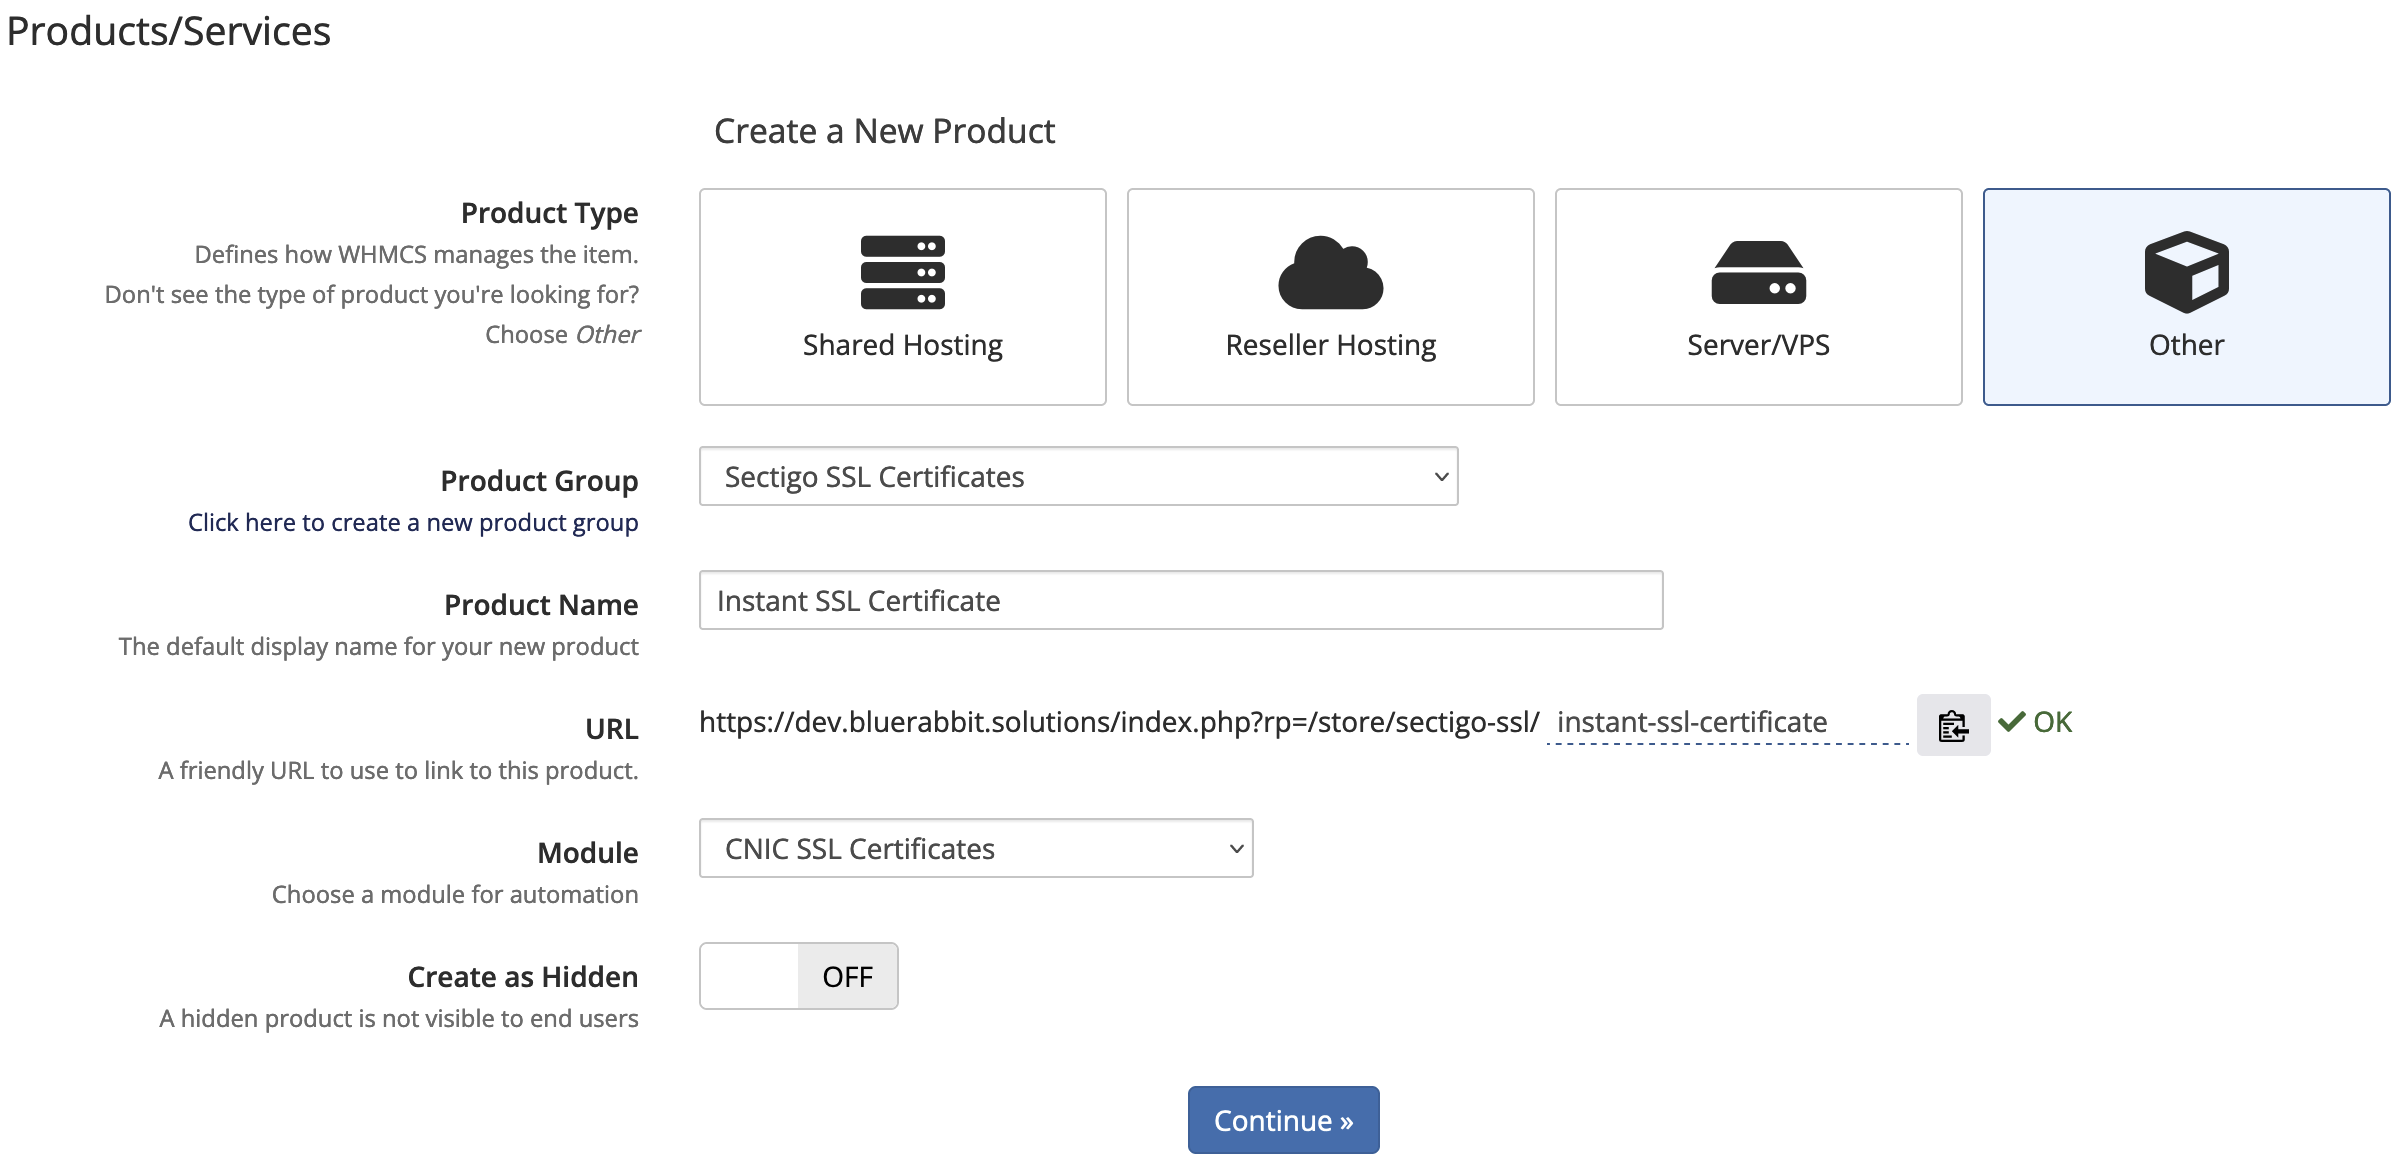 Products/Services
Create a New Product
Product Type
Defines how WHMCS manages the item.
Don't see the type of product you're looking for?
Choose Other
Shared Hosting
Reseller Hosting
Server/VPS
Other
Product Group
Click here to create a new product group
Sectigo SSL Certificates
Product Name
The default display name for your new product
Instant SSL Certificate
URL
A friendly URL to use to link to this product.
https://dev.bluerabbit.solutions/index.php?rp=/store/sectigo-ssl/ instant-ssl-certificate OK
Module
Choose a module for automation
CNIC SSL Certificates
Create as Hidden
A hidden product is not visible to end users
OFF
Continue »